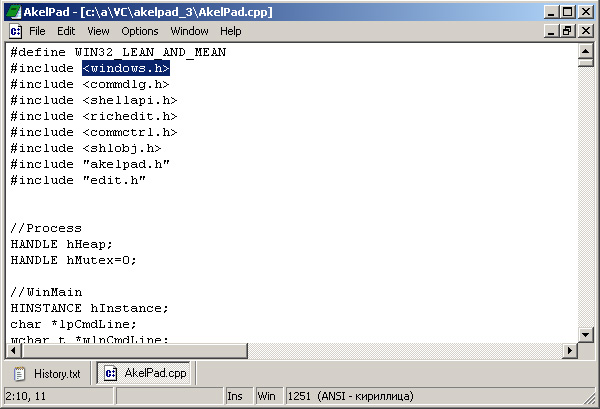 AkelPad - [c:\a\VC\akelpad_3\AkelPad.cpp]
File Edit View Options Window Help
#define WIN32_LEAN_AND_MEAN
#include <windows.h>
#include <commdlg.h>
#include <shellapi.h>
#include <richedit.h>
#include <commctrl.h>
#include <shlobj.h>
#include "akelpad.h"
#include "edit.h"
//Process
HANDLE hHeap;
HANDLE hMutex=0;
//WinMain
HINSTANCE hInstance;
char *lpCmdLine;
wchar_t *wlpCmdLine;
History.txt AkelPad.cpp
2:10, 11 Ins Win 1251 (ANSI - кириллица)